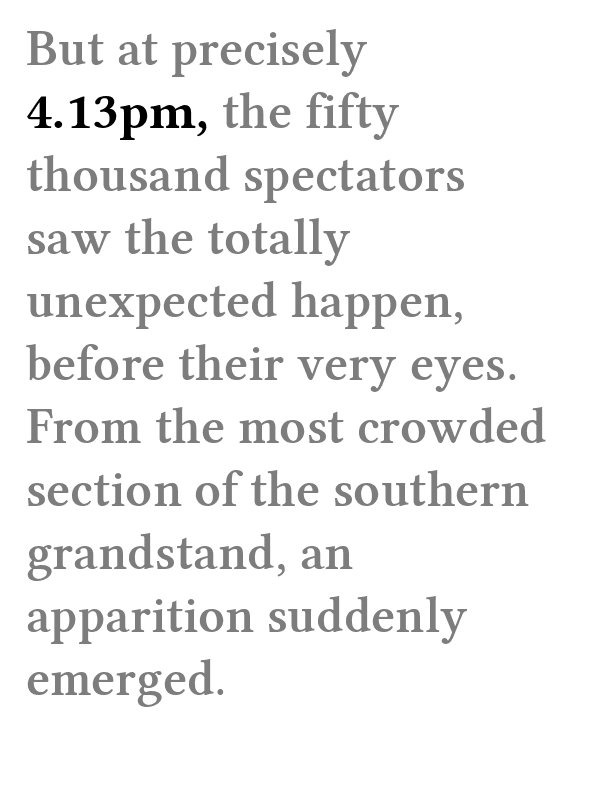 But at precisely
4.13pm, the fifty
thousand spectators
saw the totally
unexpected happen,
before their very eyes.
From the most crowded
section of the southern
grandstand, an
apparition suddenly
emerged.